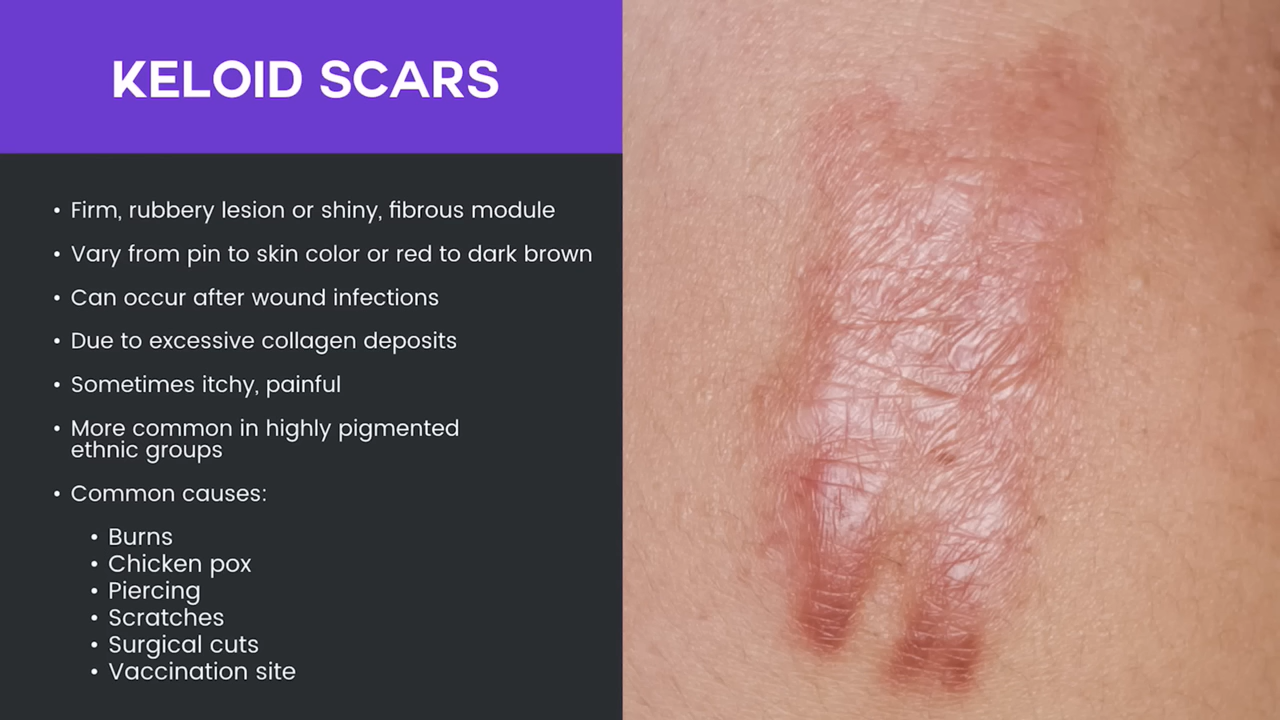 KELOID SCARS
• Firm, rubbery lesion or shiny, fibrous module
• Vary from pin to skin color or red to dark brown
• Can occur after wound infections
• Due to excessive collagen deposits
• Sometimes itchy, painful
• More common in highly pigmented
ethnic groups
• Common causes:
• Burns
• Chicken pox
• Piercing
• Scratches
• Surgical cuts
• Vaccination site